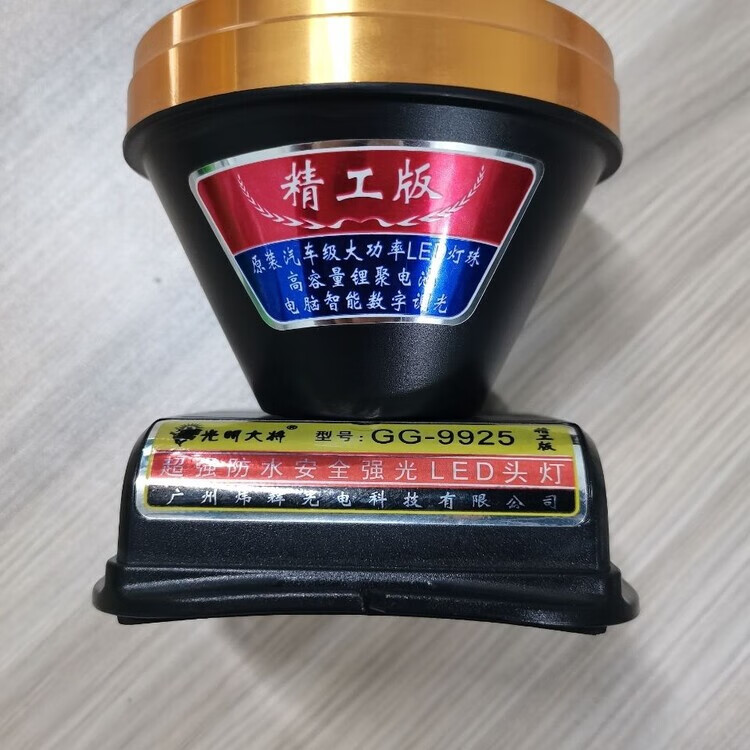 精工版
原装汽车级大功率LED灯珠
高容量锂聚电池
电脑智能数字调光
光明大将® 型号:GG-9925 精工版
超强防水安全强光LED头灯
广州炜辉光电科技有限公司